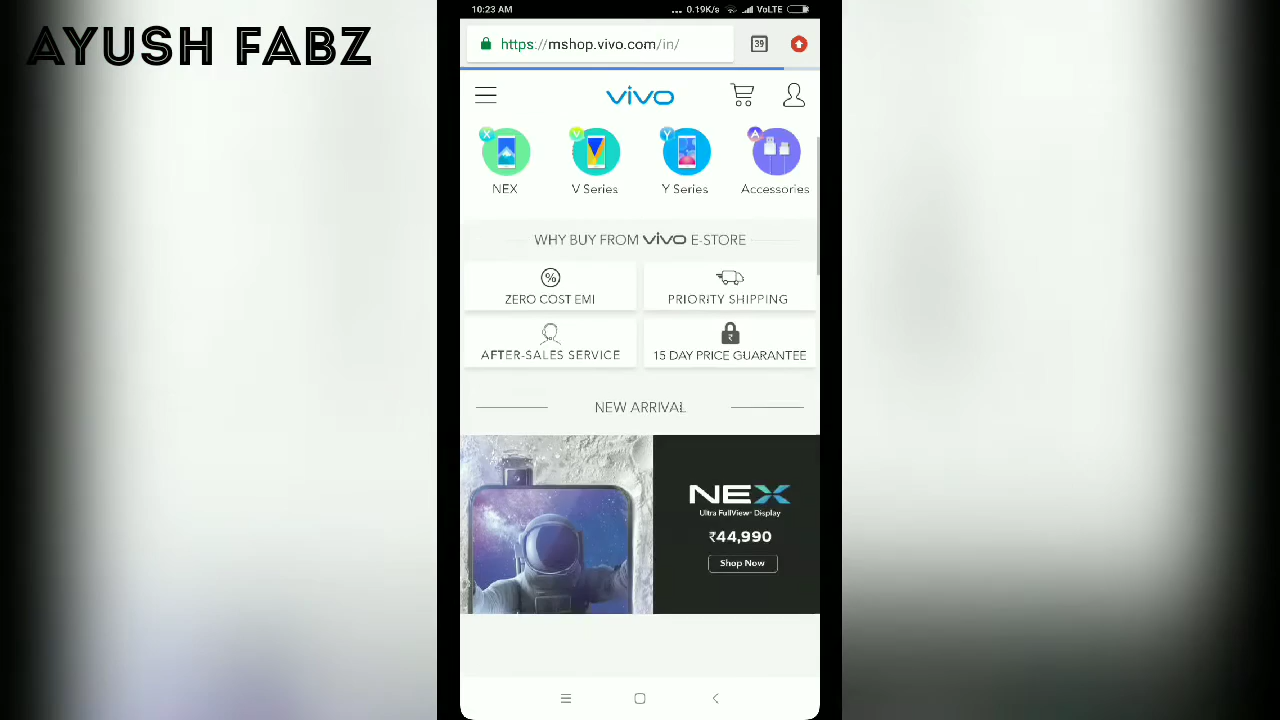 AYUSH FABZ
10:23 AM
... 0.19K/s VoLTE
https://mshop.vivo.com/in/
39
vivo
X V Y A
NEX V Series Y Series Accessories
WHY BUY FROM vivo E-STORE
%
ZERO COST EMI PRIORITY SHIPPING
₹
AFTER-SALES SERVICE 15 DAY PRICE GUARANTEE
NEW ARRIVAL
NEX
Ultra FullView™ Display
₹44,990
Shop Now